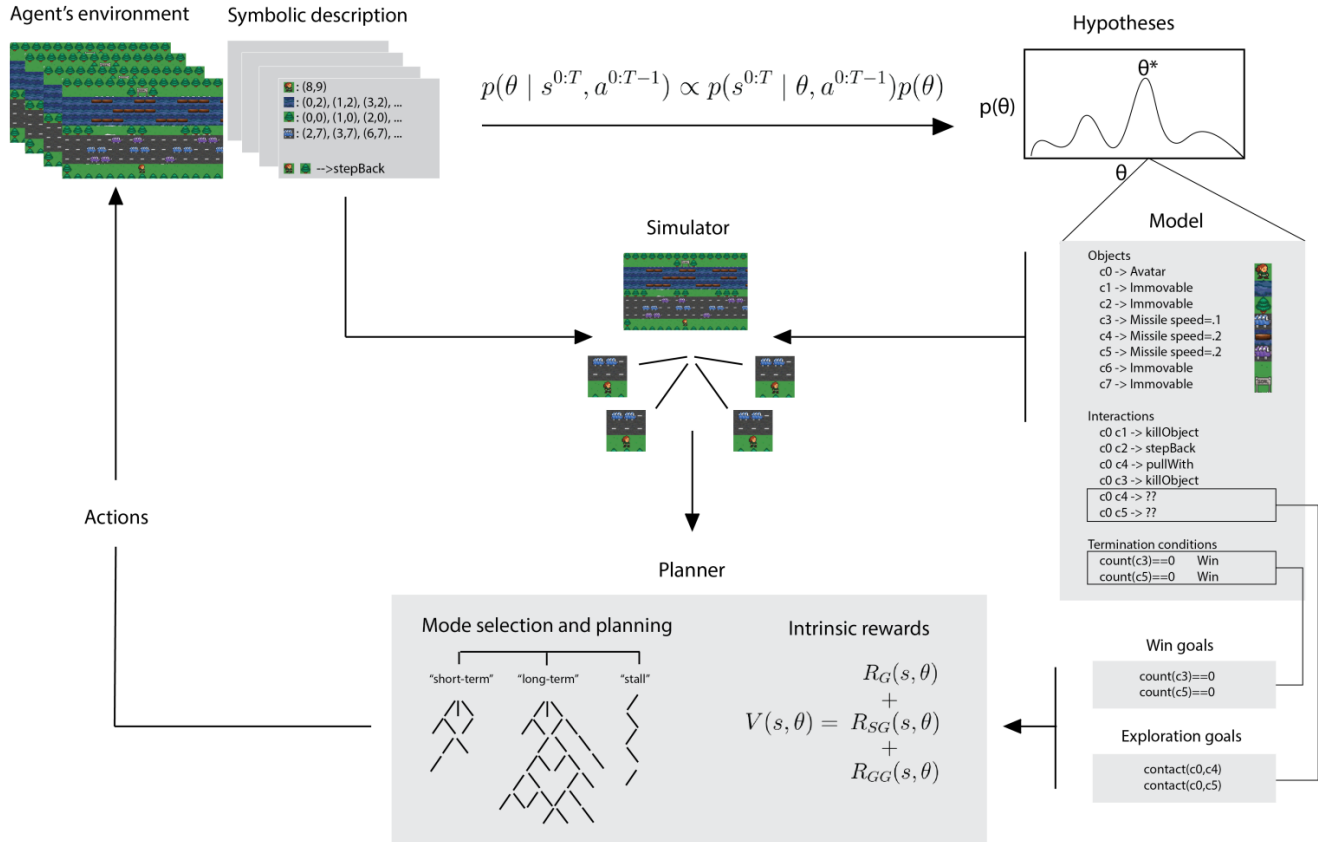 Agent's environment
Symbolic description
: (8,9)
: (0,2), (1,2), (3,2), ...
: (0,0), (1,0), (2,0), ...
: (2,7), (3,7), (6,7), ...
-->stepBack
p(θ | s^{0:T}, a^{0:T-1}) ∝ p(s^{0:T} | θ, a^{0:T-1})p(θ)
Hypotheses
θ*
p(θ)
θ
Model
Objects
c0 -> Avatar
c1 -> Immovable
c2 -> Immovable
c3 -> Missile speed=.1
c4 -> Missile speed=.2
c5 -> Missile speed=.2
c6 -> Immovable
c7 -> Immovable
Interactions
c0 c1 -> killObject
c0 c2 -> stepBack
c0 c4 -> pullWith
c0 c3 -> killObject
c0 c4 -> ??
c0 c5 -> ??
Termination conditions
count(c3)==0 Win
count(c5)==0 Win
Simulator
Actions
Planner
Mode selection and planning
"short-term" "long-term" "stall"
Intrinsic rewards
R_G(s, θ)
+
V(s, θ) = R_{SG}(s, θ)
+
R_{GG}(s, θ)
Win goals
count(c3)==0
count(c5)==0
Exploration goals
contact(c0,c4)
contact(c0,c5)